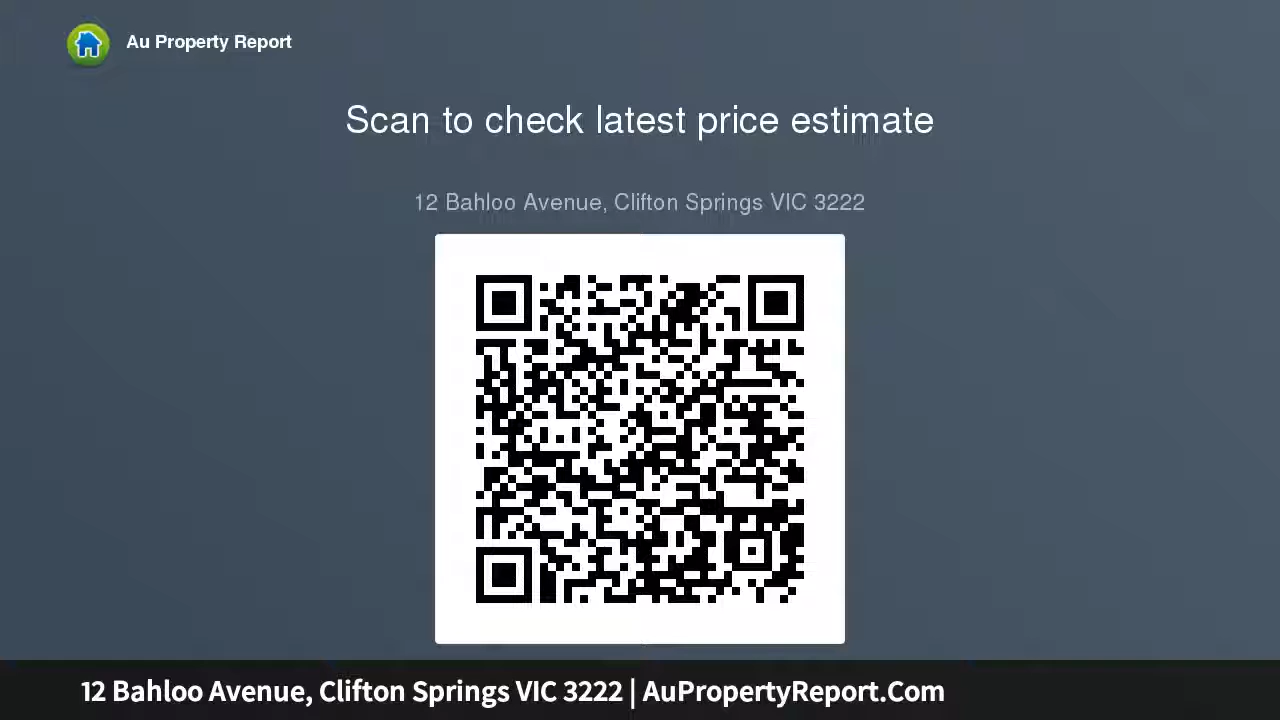 Au Property Report
Scan to check latest price estimate
12 Bahloo Avenue, Clifton Springs VIC 3222
12 Bahloo Avenue, Clifton Springs VIC 3222 | AuPropertyReport.Com